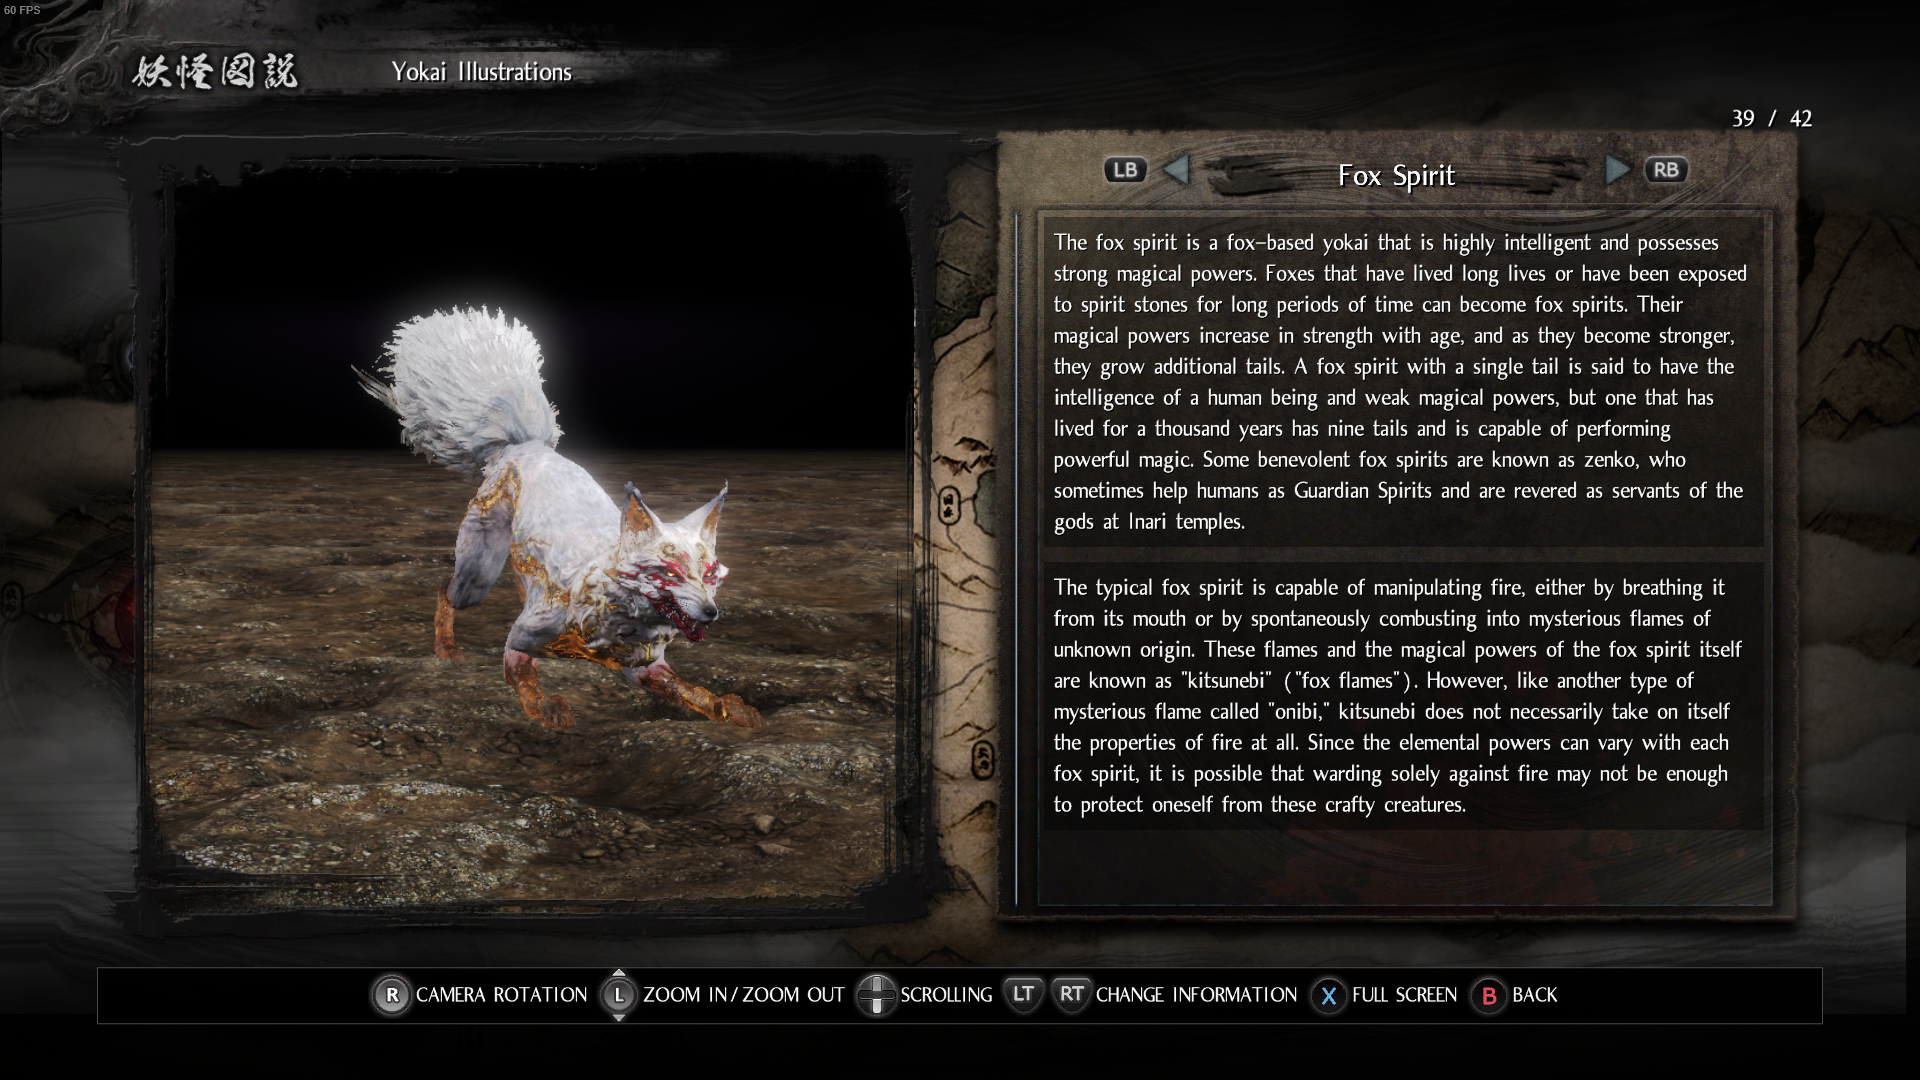 60 FPS
妖怪図説
Yokai Illustrations
39 / 42
LB
Fox Spirit
RB
The fox spirit is a fox-based yokai that is highly intelligent and possesses
strong magical powers. Foxes that have lived long lives or have been exposed
to spirit stones for long periods of time can become fox spirits. Their
magical powers increase in strength with age, and as they become stronger,
they grow additional tails. A fox spirit with a single tail is said to have the
intelligence of a human being and weak magical powers, but one that has
lived for a thousand years has nine tails and is capable of performing
powerful magic. Some benevolent fox spirits are known as zenko, who
sometimes help humans as Guardian Spirits and are revered as servants of the
gods at Inari temples.
The typical fox spirit is capable of manipulating fire, either by breathing it
from its mouth or by spontaneously combusting into mysterious flames of
unknown origin. These flames and the magical powers of the fox spirit itself
are known as "kitsunebi" ("fox flames"). However, like another type of
mysterious flame called "onibi," kitsunebi does not necessarily take on itself
the properties of fire at all. Since the elemental powers can vary with each
fox spirit, it is possible that warding solely against fire may not be enough
to protect oneself from these crafty creatures.
R CAMERA ROTATION L ZOOM IN/ZOOM OUT SCROLLING LT RT CHANGE INFORMATION X FULL SCREEN B BACK